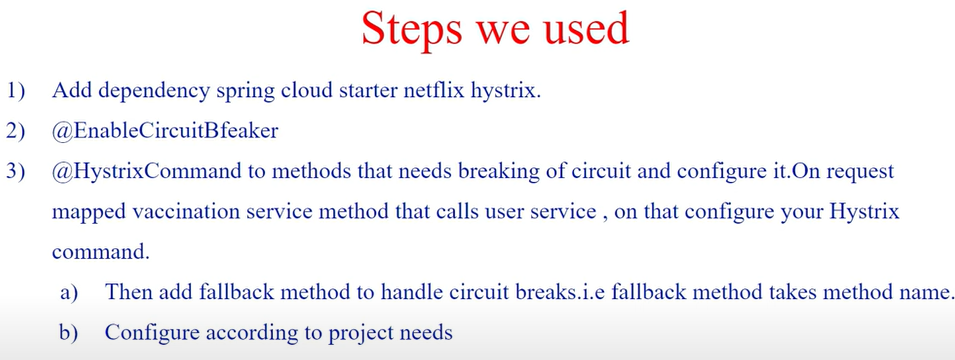 Steps we used
1) Add dependency spring cloud starter netflix hystrix.
2) @EnableCircuitBfeaker
3) @HystrixCommand to methods that needs breaking of circuit and configure it.On request
mapped vaccination service method that calls user service , on that configure your Hystrix
command.
a) Then add fallback method to handle circuit breaks.i.e fallback method takes method name.
b) Configure according to project needs